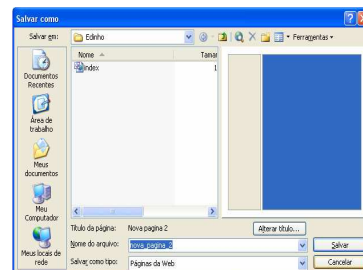 Salvar como
Salvar em:
Edinho
Ferramentas
Nome
Tamar
index
1
Documentos
Recentes
Área de
trabalho
Meus
documentos
Meu
Computador
Meus locais de
rede
Título da página:
Nova pagina 2
Alterar título...
Nome do arquivo:
nova_pagina_2
Salvar
Salvar como tipo:
Páginas da Web
Cancelar